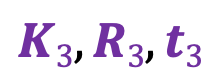 K₃, R₃, t₃